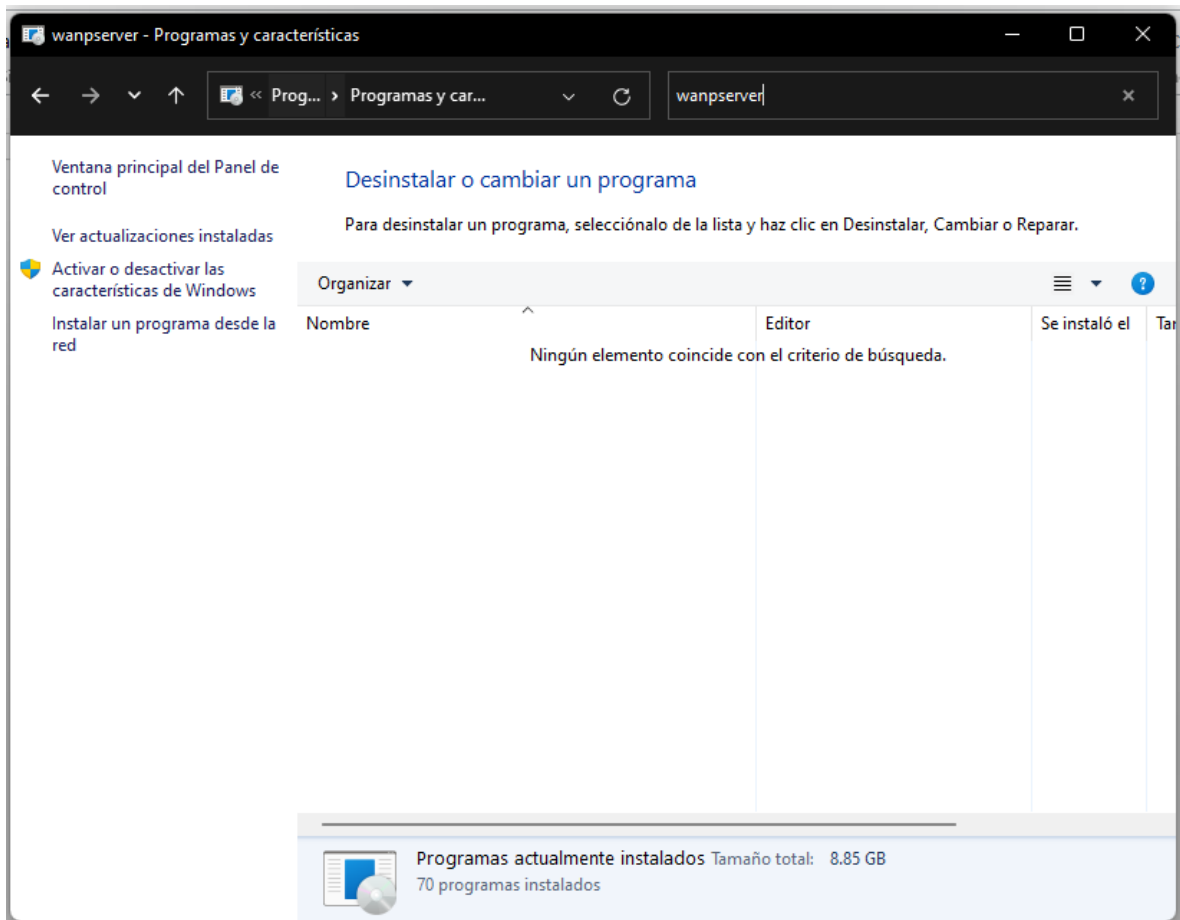 wanpserver - Programas y características
« Prog... › Programas y car...
wanpserver
Ventana principal del Panel de
control
Ver actualizaciones instaladas
Activar o desactivar las
características de Windows
Instalar un programa desde la
red
Desinstalar o cambiar un programa
Para desinstalar un programa, selecciónalo de la lista y haz clic en Desinstalar, Cambiar o Reparar.
Organizar
Nombre Editor Se instaló el Tar
Ningún elemento coincide con el criterio de búsqueda.
Programas actualmente instalados Tamaño total: 8.85 GB
70 programas instalados